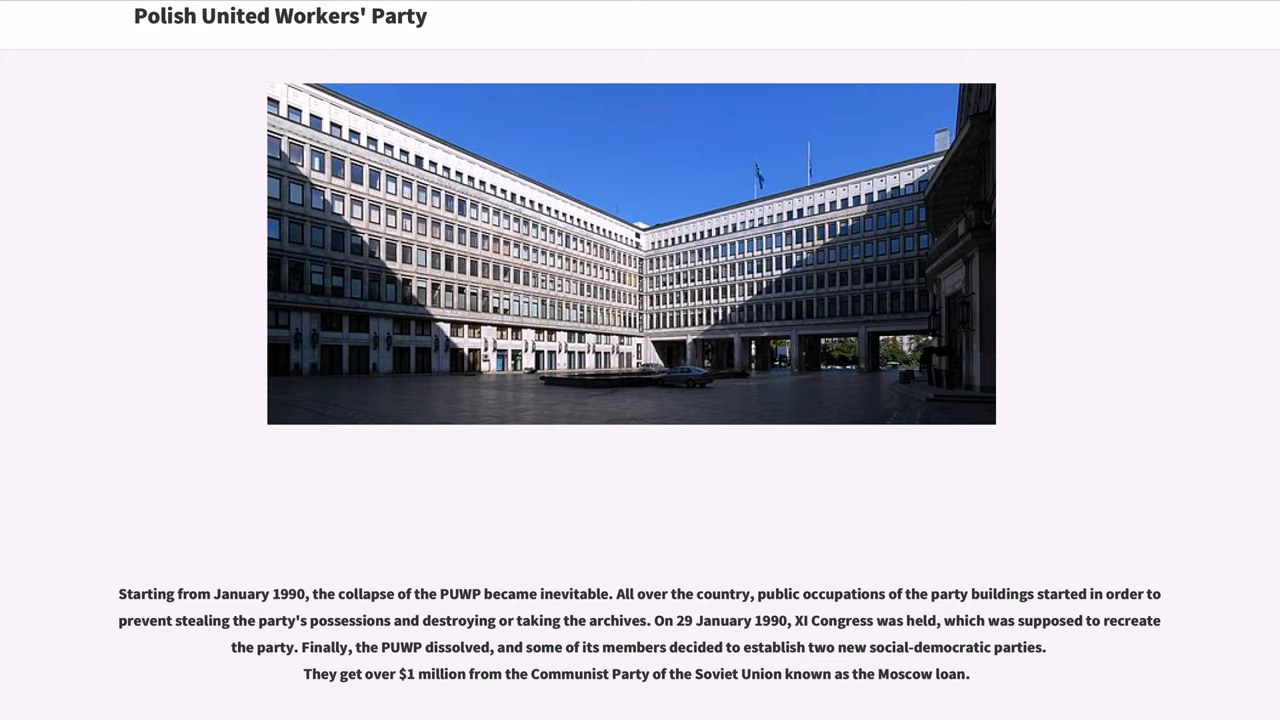 Polish United Workers' Party
Starting from January 1990, the collapse of the PUWP became inevitable. All over the country, public occupations of the party buildings started in order to
prevent stealing the party's possessions and destroying or taking the archives. On 29 January 1990, XI Congress was held, which was supposed to recreate
the party. Finally, the PUWP dissolved, and some of its members decided to establish two new social-democratic parties.
They get over $1 million from the Communist Party of the Soviet Union known as the Moscow loan.